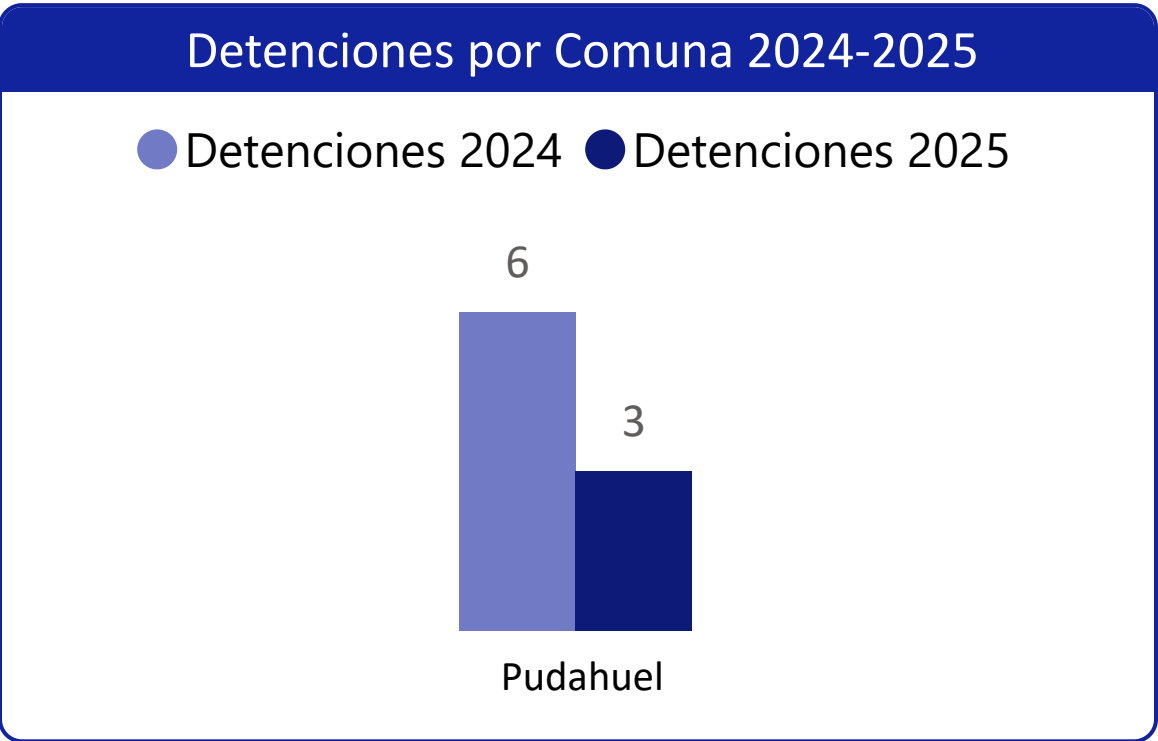 Detenciones por Comuna 2024-2025
Detenciones 2024 Detenciones 2025
6
3
Pudahuel